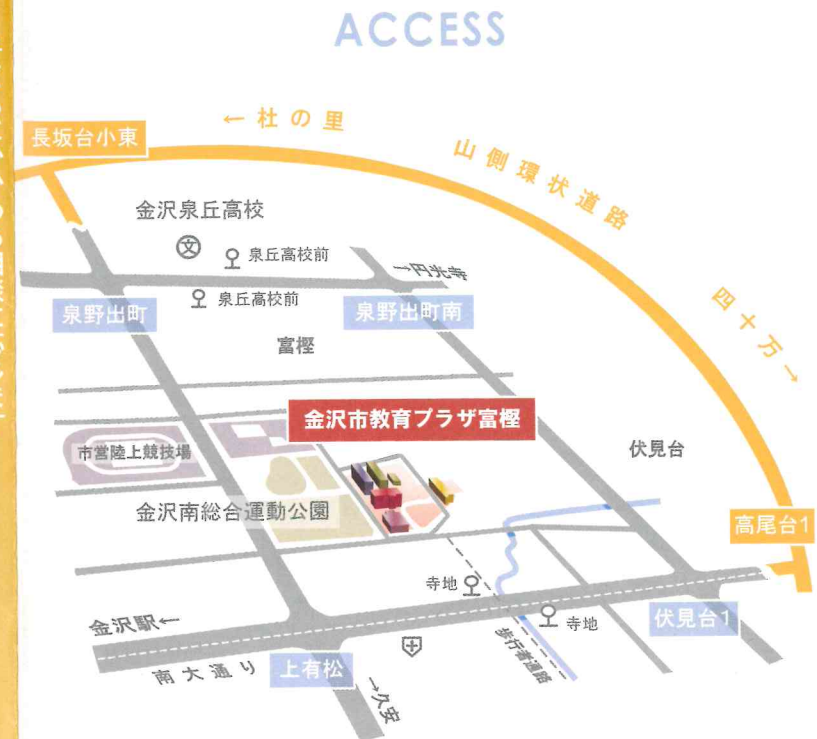 ACCESS
←杜の里
長坂台小東
山側環状道路
金沢泉丘高校
文
泉丘高校前
→円光寺
泉丘高校前
泉野出町
泉野出町南
四十万→
富樫
金沢市教育プラザ富樫
市営陸上競技場
伏見台
金沢南総合運動公園
高尾台1
寺地
寺地
金沢駅←
伏見台1
歩行者通路
南大通り
上有松
→久安